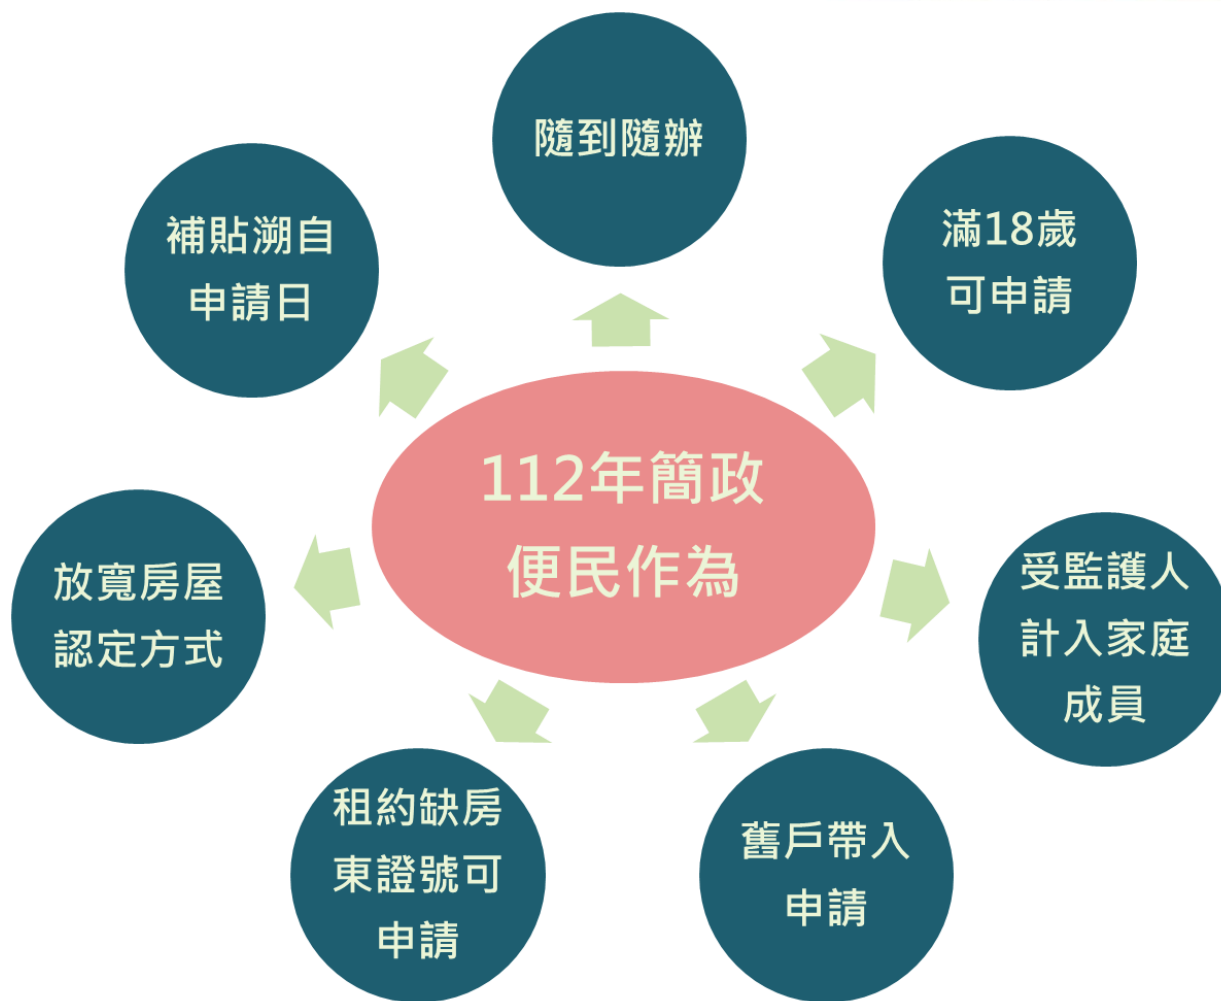 隨到隨辦
滿18歲
可申請
補貼溯自
申請日
112年簡政
便民作為
放寬房屋
認定方式
受監護人
計入家庭
成員
租約缺房
東證號可
申請
舊戶帶入
申請